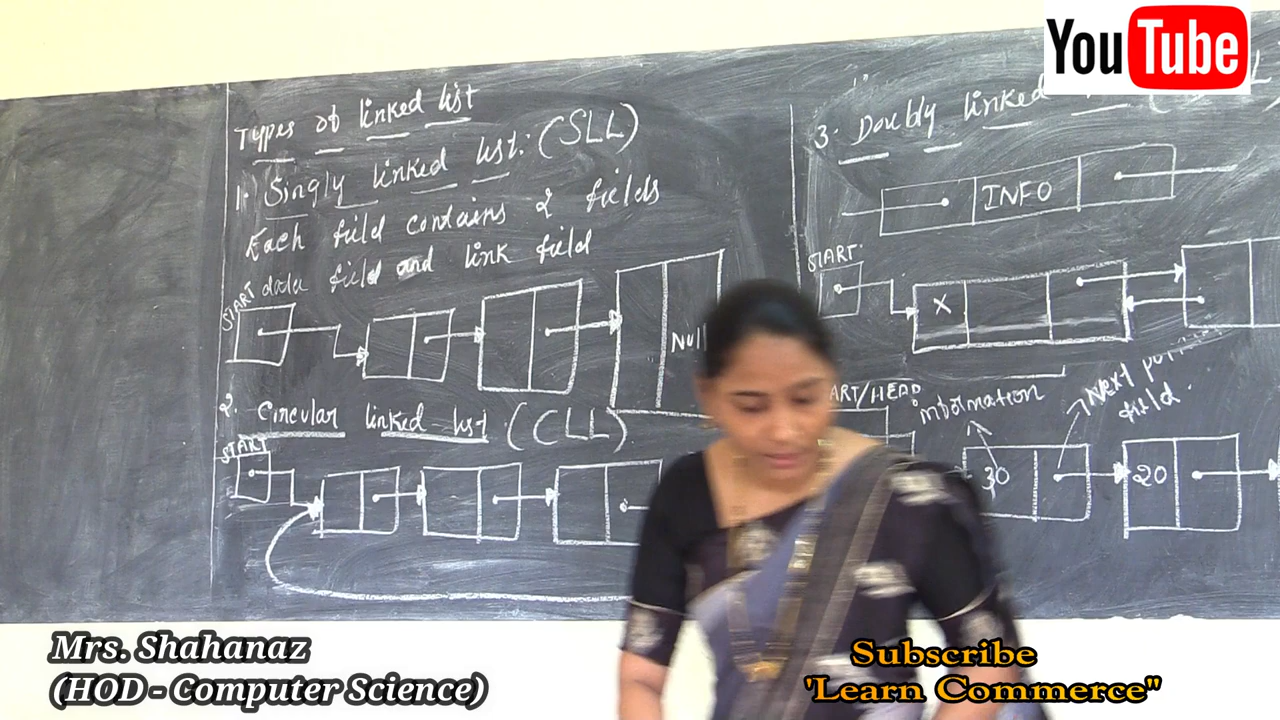 YouTube
Types of linked list
1. Singly linked list: (SLL)
Each field contains 2 fields
data field and link field
START
Null
2. Circular linked list: (CLL)
START
3. Doubly linked
INFO
START
X
ART/HEAD
information
Next
field.
30
20
Mrs. Shahanaz
(HOD - Computer Science)
Subscribe
'Learn Commerce"